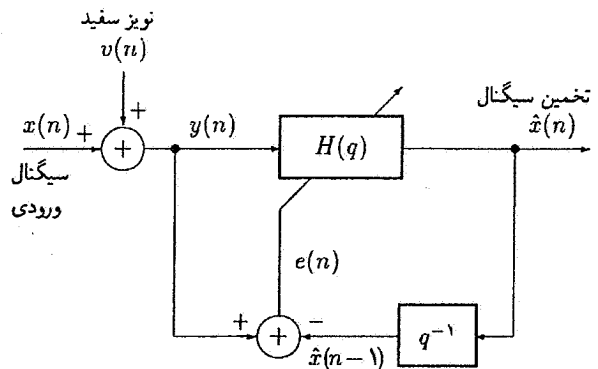 نویز سفید
v(n)
+
x(n) +
+
سیگنال
ورودی
y(n)
H(q)
تخمین سیگنال
x̂(n)
e(n)
+
−
+
x̂(n−۱)
q⁻¹